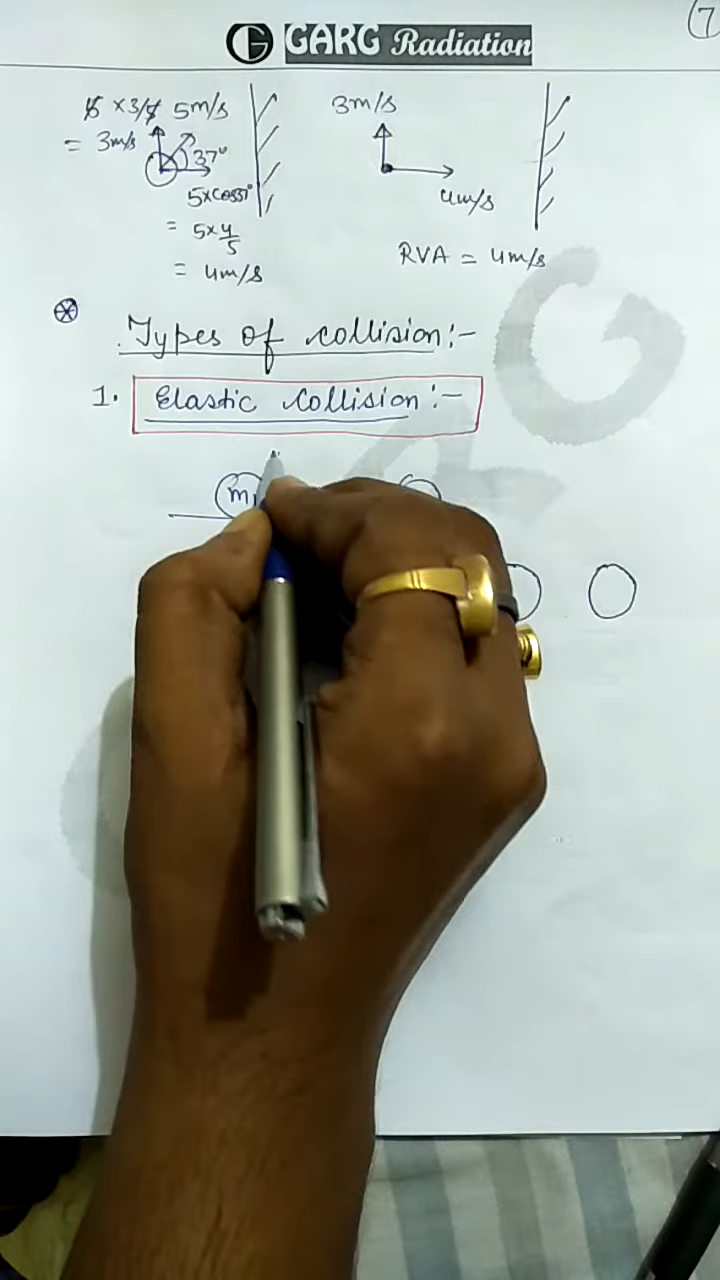 7
G GARG Radiation
5 × 3/5 5m/s
= 3m/s 37°
5×cos37°
= 5×4/5
= 4m/s
3m/s
4m/s
RVA = 4m/s
Types of collision:-
1. Elastic Collision:-
m1